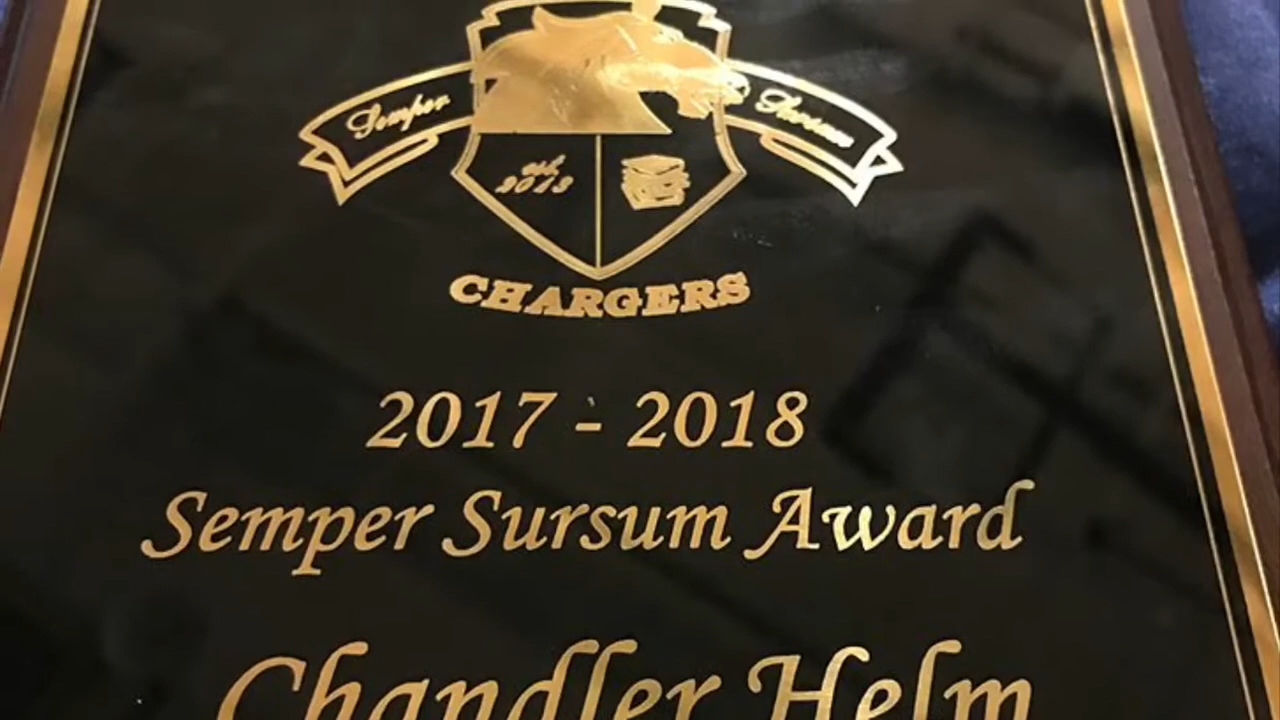 Semper
Sursum
est.
2013
CHARGERS
2017 - 2018
Semper Sursum Award
Chandler Helm